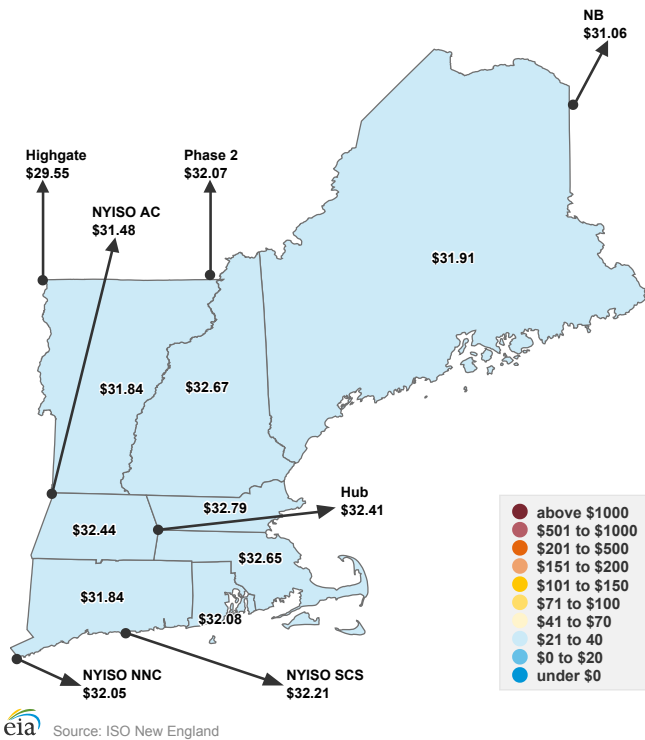 NB
$31.06
Highgate
$29.55
Phase 2
$32.07
NYISO AC
$31.48
$31.91
$31.84
$32.67
Hub
$32.41
$32.79
$32.44
$32.65
$31.84
$32.08
NYISO NNC
$32.05
NYISO SCS
$32.21
above $1000
$501 to $1000
$201 to $500
$151 to $200
$101 to $150
$71 to $100
$41 to $70
$21 to 40
$0 to $20
under $0
eia Source: ISO New England